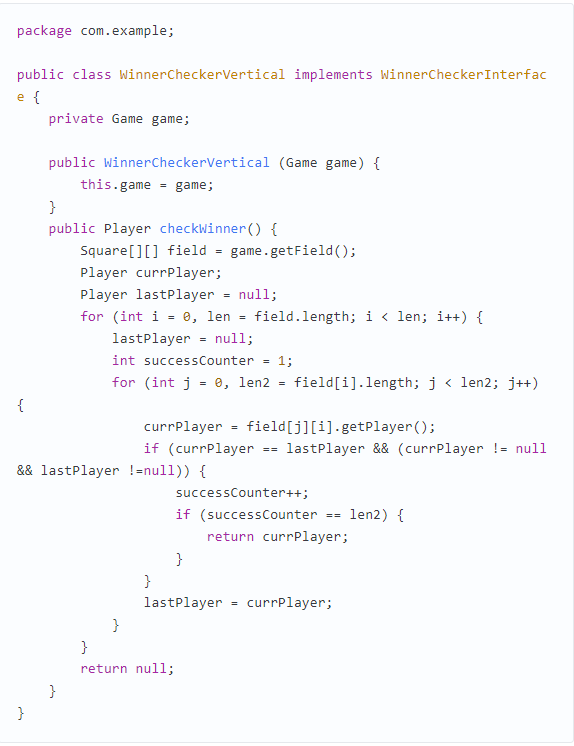 package com.example;
public class WinnerCheckerVertical implements WinnerCheckerInterfac
e {
    private Game game;
    public WinnerCheckerVertical (Game game) {
        this.game = game;
    }
    public Player checkWinner() {
        Square[][] field = game.getField();
        Player currPlayer;
        Player lastPlayer = null;
        for (int i = 0, len = field.length; i < len; i++) {
            lastPlayer = null;
            int successCounter = 1;
            for (int j = 0, len2 = field[i].length; j < len2; j++)
{
                currPlayer = field[j][i].getPlayer();
                if (currPlayer == lastPlayer && (currPlayer != null
&& lastPlayer !=null)) {
                    successCounter++;
                    if (successCounter == len2) {
                        return currPlayer;
                    }
                }
                lastPlayer = currPlayer;
            }
        }
        return null;
    }
}